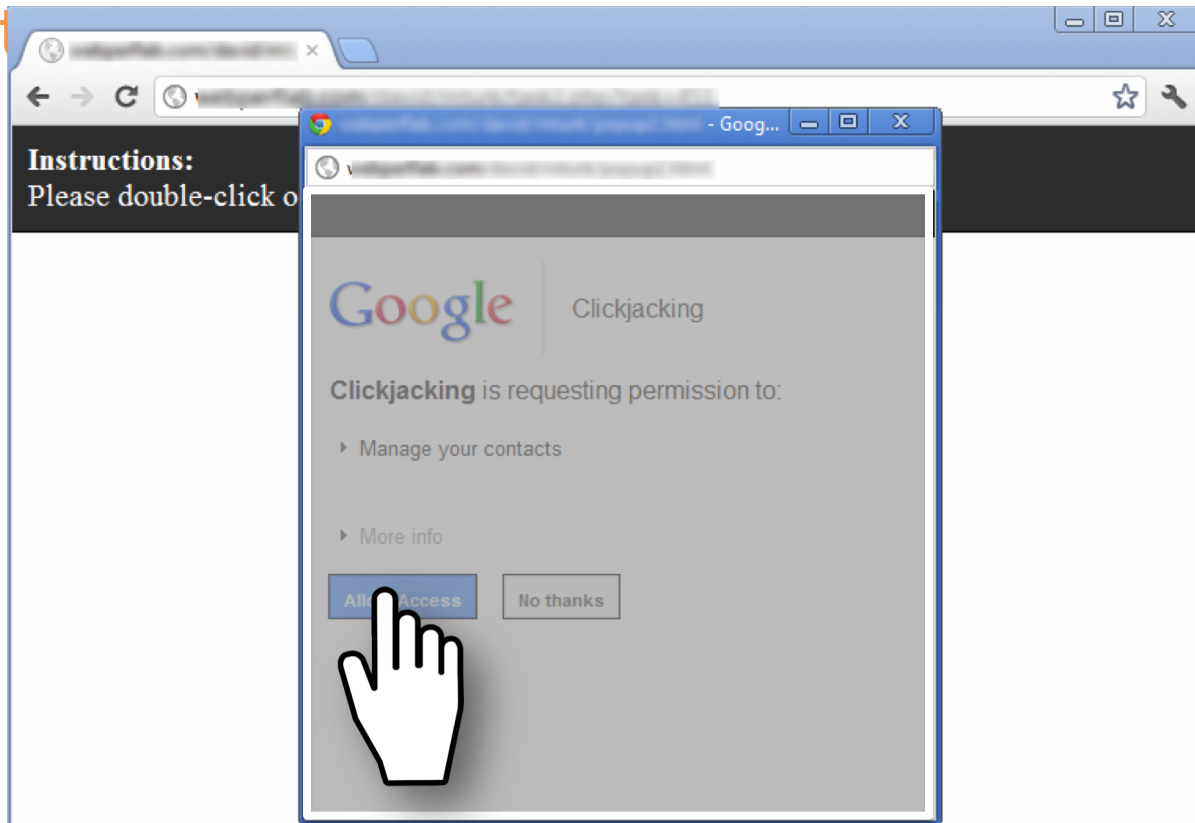 - Goog...
Instructions:
Please double-click o
Google
Clickjacking
Clickjacking is requesting permission to:
Manage your contacts
More info
Access
No thanks